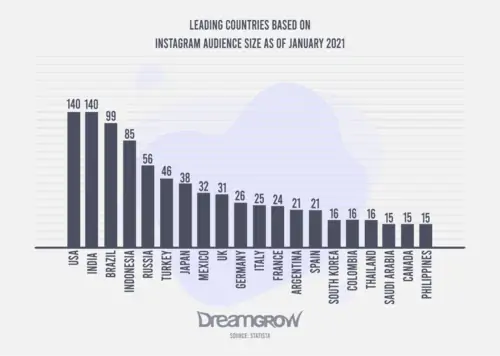 LEADING COUNTRIES BASED ON
INSTAGRAM AUDIENCE SIZE AS OF JANUARY 2021
140 140 99 85 56 46 38 32 31 26 25 24 21 21 16 16 16 15 15 15
USA
INDIA
BRAZIL
INDONESIA
RUSSIA
TURKEY
JAPAN
MEXICO
UK
GERMANY
ITALY
FRANCE
ARGENTINA
SPAIN
SOUTH KOREA
COLOMBIA
THAILAND
SAUDI ARABIA
CANADA
PHILIPPINES
DREAMGROW
SOURCE: STATISTA